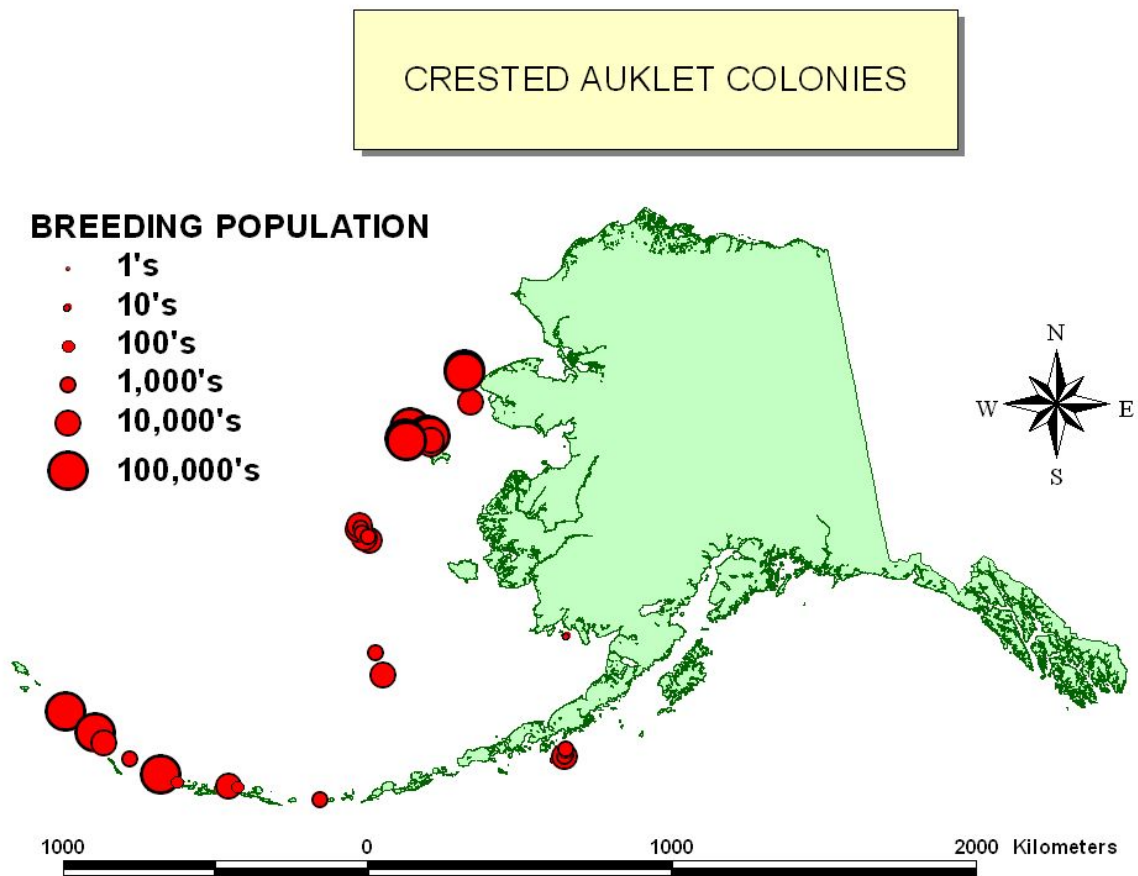 CRESTED AUKLET COLONIES
BREEDING POPULATION
1's
10's
100's
1,000's
10,000's
100,000's
N
W E
S
1000 0 1000 2000 Kilometers